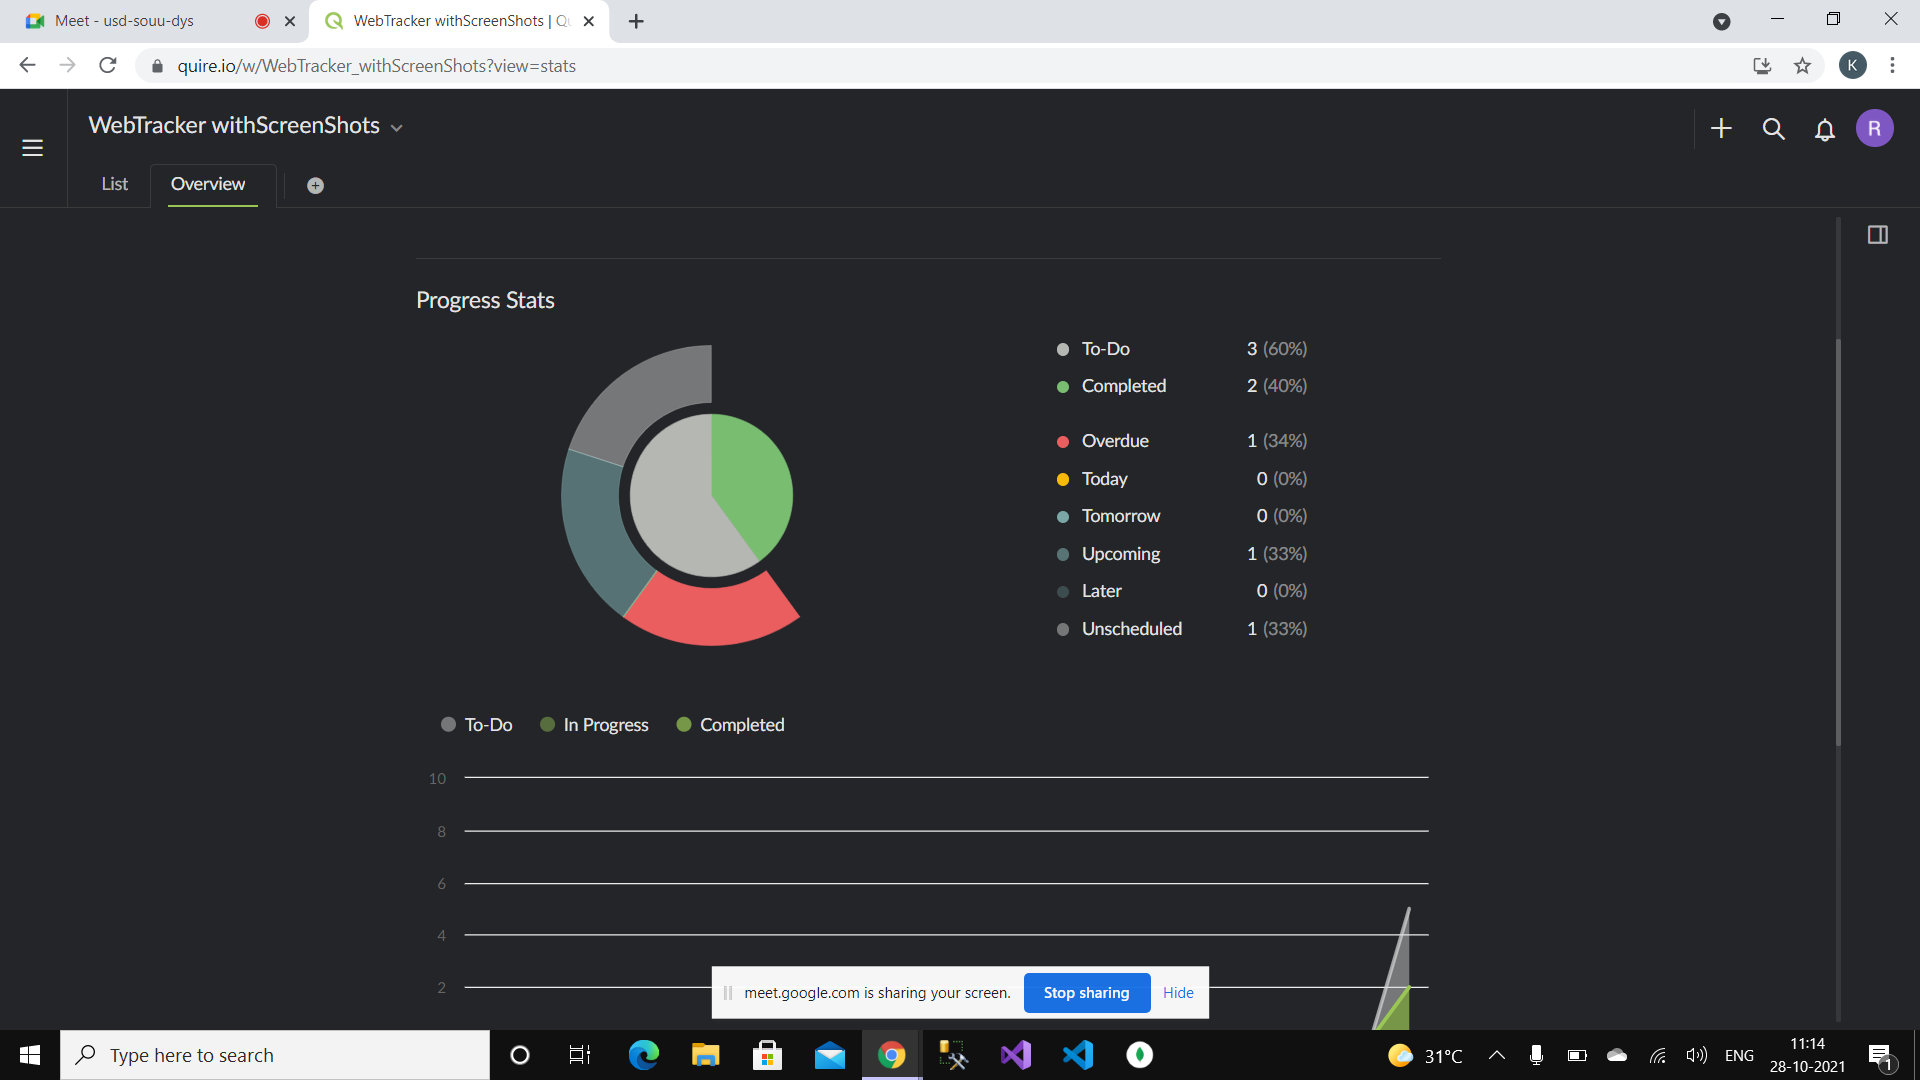 Meet - usd-souu-dys
WebTracker withScreenShots | Qu
quire.io/w/WebTracker_withScreenShots?view=stats
K
WebTracker withScreenShots
R
List
Overview
Progress Stats
To-Do 3 (60%)
Completed 2 (40%)
Overdue 1 (34%)
Today 0 (0%)
Tomorrow 0 (0%)
Upcoming 1 (33%)
Later 0 (0%)
Unscheduled 1 (33%)
To-Do In Progress Completed
10
8
6
4
2
meet.google.com is sharing your screen. Stop sharing Hide
Type here to search
31°C
ENG
11:14
28-10-2021
1